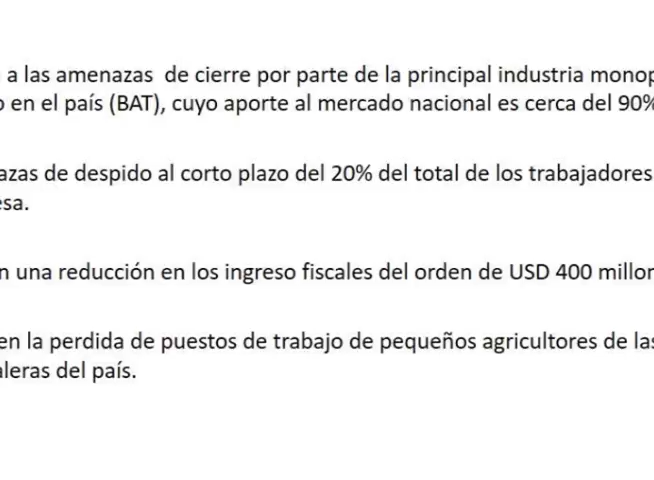 a las amenazas de cierre por parte de la principal industria monop
o en el país (BAT), cuyo aporte al mercado nacional es cerca del 90%
azas de despido al corto plazo del 20% del total de los trabajadores
esa.
n una reducción en los ingreso fiscales del orden de USD 400 millon
en la perdida de puestos de trabajo de pequeños agricultores de las
aleras del país.